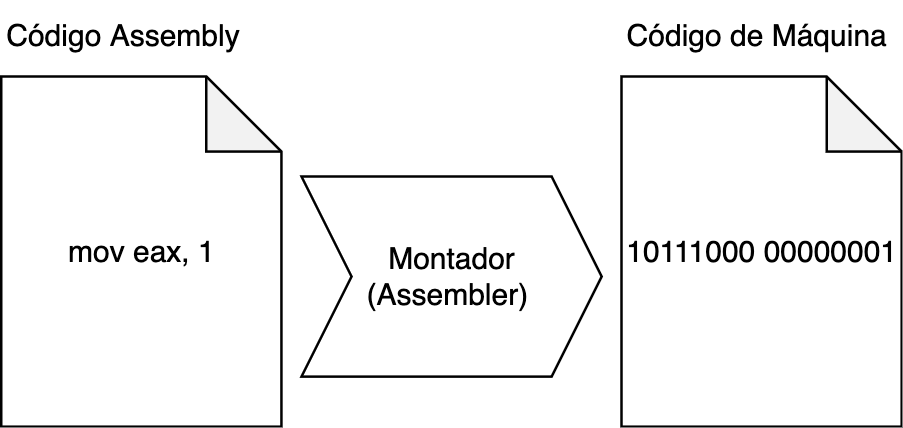 Código Assembly
Código de Máquina
mov eax, 1
Montador
(Assembler)
10111000 00000001